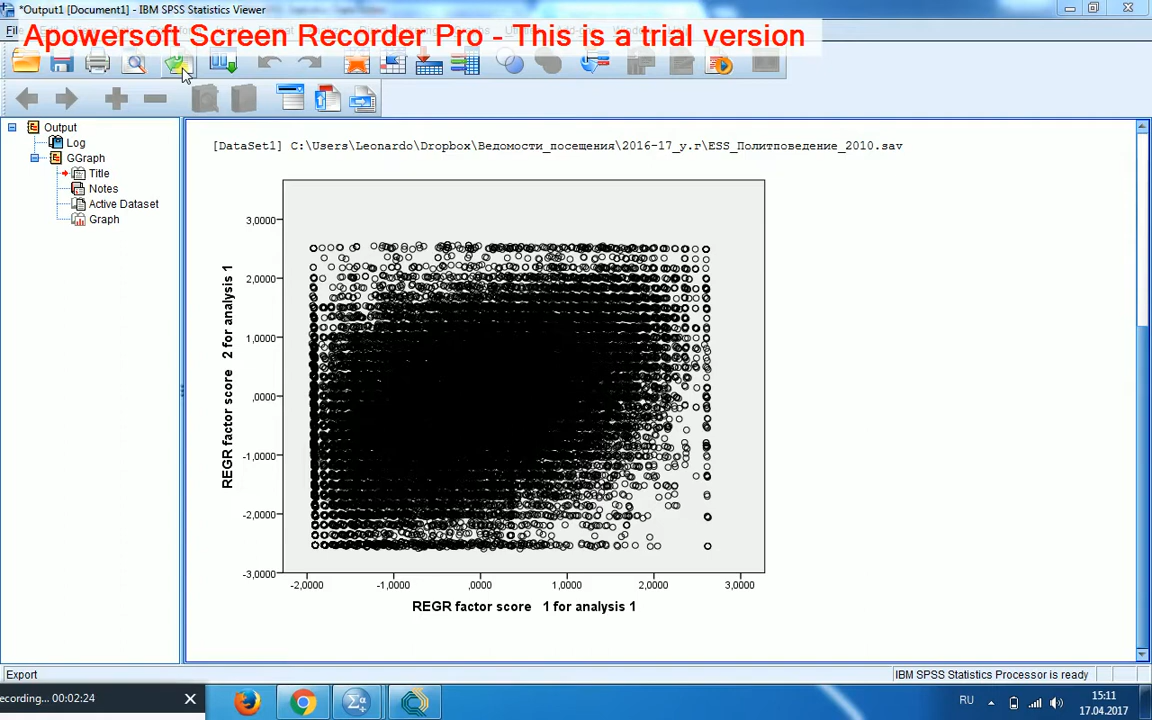 *Output1 [Document1] - IBM SPSS Statistics Viewer
Apowersoft Screen Recorder Pro - This is a trial version
Output
Log
GGraph
Title
Notes
Active Dataset
Graph
[DataSet1] C:\Users\Leonardo\Dropbox\Ведомости_посещения\2016-17_у.г\ESS_Политповедение_2010.sav
3,0000
2,0000
1,0000
,0000
-1,0000
-2,0000
-3,0000
REGR factor score 2 for analysis 1
-2,0000 -1,0000 ,0000 1,0000 2,0000 3,0000
REGR factor score 1 for analysis 1
Export
IBM SPSS Statistics Processor is ready
ecording... 00:02:24
RU
15:11
17.04.2017